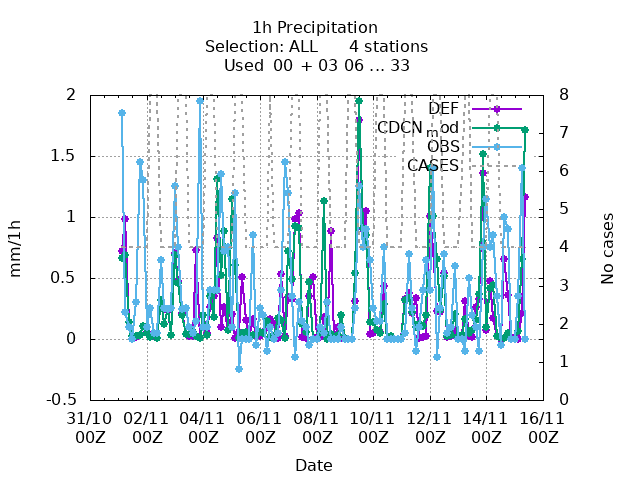 1h Precipitation
Selection: ALL 4 stations
Used 00 + 03 06 ... 33
2
1.5
1
0.5
0
-0.5
mm/1h
8
7
6
5
4
3
2
1
0
No cases
DEF
CDCN_mod
OBS
CASES
31/10 02/11 04/11 06/11 08/11 10/11 12/11 14/11 16/11
00Z 00Z 00Z 00Z 00Z 00Z 00Z 00Z 00Z
Date